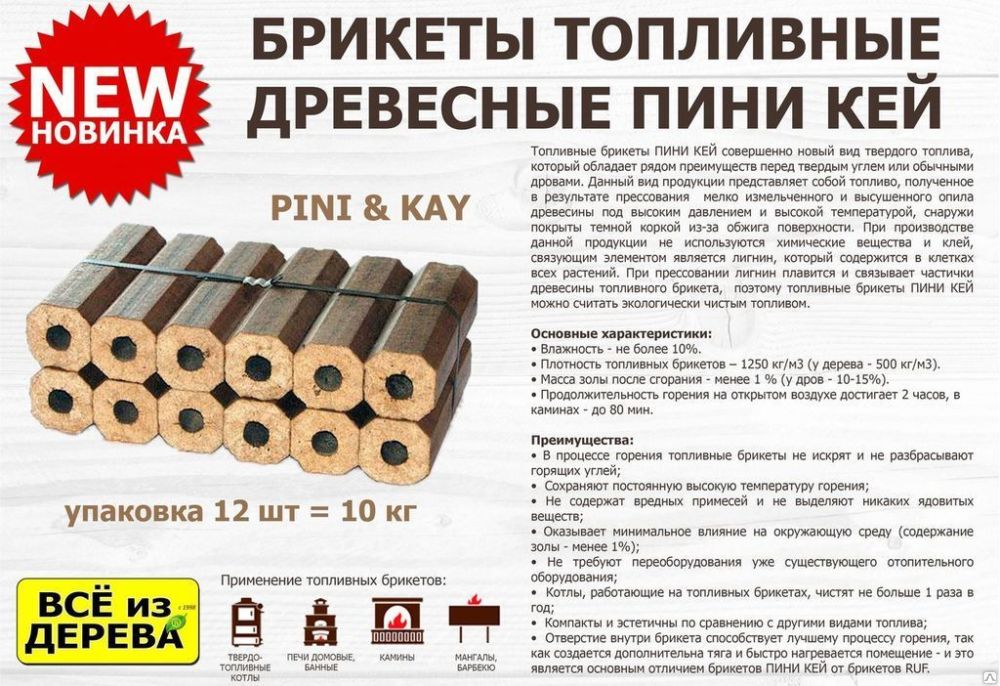 NEW
НОВИНКА
БРИКЕТЫ ТОПЛИВНЫЕ
ДРЕВЕСНЫЕ ПИНИ КЕЙ
PINI & KAY
Топливные брикеты ПИНИ КЕЙ совершенно новый вид твердого топлива,
который обладает рядом преимуществ перед твердым углем или обычными
дровами. Данный вид продукции представляет собой топливо, полученное
в результате прессования мелко измельченного и высушенного опила
древесины под высоким давлением и высокой температурой, снаружи
покрыты темной коркой из-за обжига поверхности. При производстве
данной продукции не используются химические вещества и клей,
связующим элементом является лигнин, который содержится в клетках
всех растений. При прессовании лигнин плавится и связывает частички
древесины топливного брикета, поэтому топливные брикеты ПИНИ КЕЙ
можно считать экологически чистым топливом.
Основные характеристики:
• Влажность - не более 10%.
• Плотность топливных брикетов – 1250 кг/м3 (у дерева - 500 кг/м3).
• Масса золы после сгорания - менее 1 % (у дров - 10-15%).
• Продолжительность горения на открытом воздухе достигает 2 часов, в
каминах - до 80 мин.
Преимущества:
• В процессе горения топливные брикеты не искрят и не разбрасывают
горящих углей;
• Сохраняют постоянную высокую температуру горения;
• Не содержат вредных примесей и не выделяют никаких ядовитых
веществ;
• Оказывает минимальное влияние на окружающую среду (содержание
золы - менее 1%);
• Не требуют переоборудования уже существующего отопительного
оборудования;
• Котлы, работающие на топливных брикетах, чистят не больше 1 раза в
год;
• Компакты и эстетичны по сравнению с другими видами топлива;
• Отверстие внутри брикета способствует лучшему процессу горения, так
как создается дополнительна тяга и быстро нагревается помещение - и это
является основным отличием брикетов ПИНИ КЕЙ от брикетов RUF.
упаковка 12 шт = 10 кг
ВСЁ из
ДЕРЕВА
с 1998
Применение топливных брикетов:
ТВЕРДО-
ТОПЛИВНЫЕ
КОТЛЫ
ПЕЧИ ДОМОВЫЕ,
БАННЫЕ
КАМИНЫ
МАНГАЛЫ,
БАРБЕКЮ